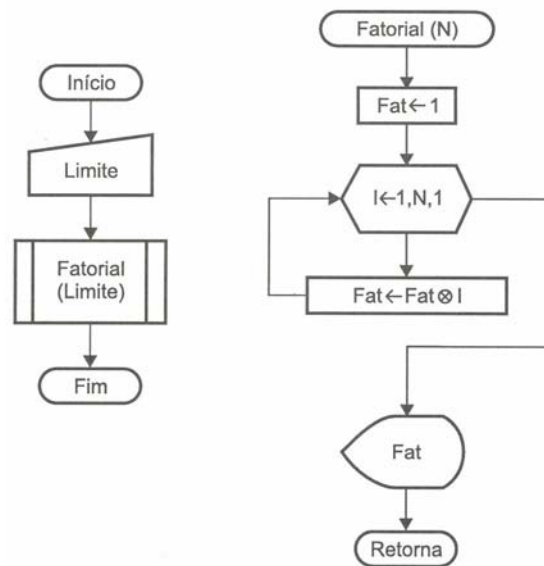 Início
Limite
Fatorial
(Limite)
Fim
Fatorial (N)
Fat←1
I←1,N,1
Fat←Fat⊗I
Fat
Retorna